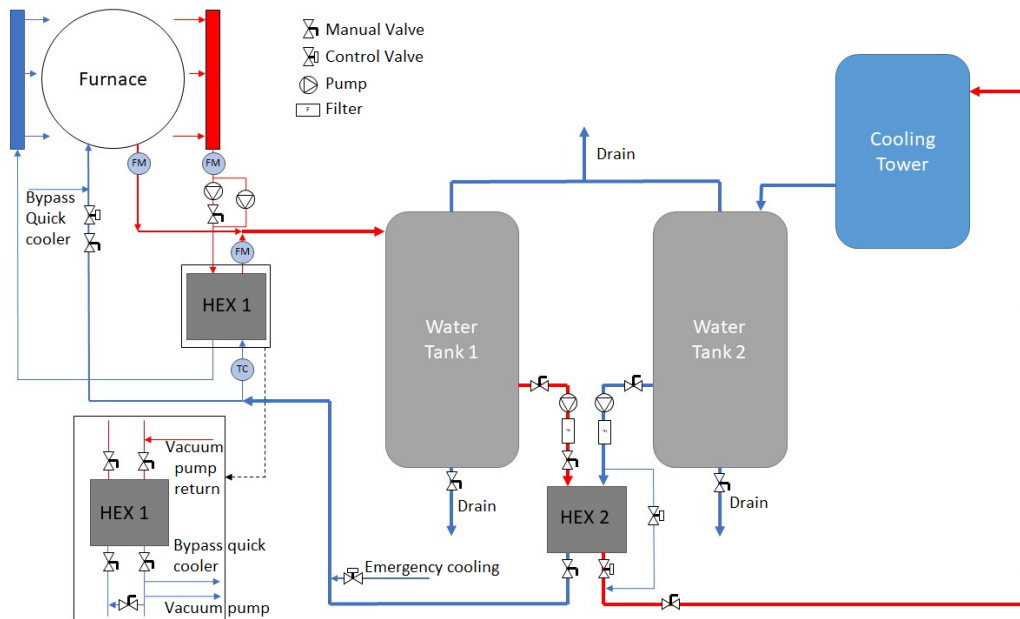 Furnace
Manual Valve
Control Valve
Pump
F
Filter
Cooling
Tower
Drain
FM
FM
Bypass
Quick
cooler
FM
HEX 1
Water
Tank 1
Water
Tank 2
TC
Vacuum
pump
return
HEX 1
Drain
Drain
HEX 2
Bypass quick
cooler
Emergency cooling
Vacuum pump